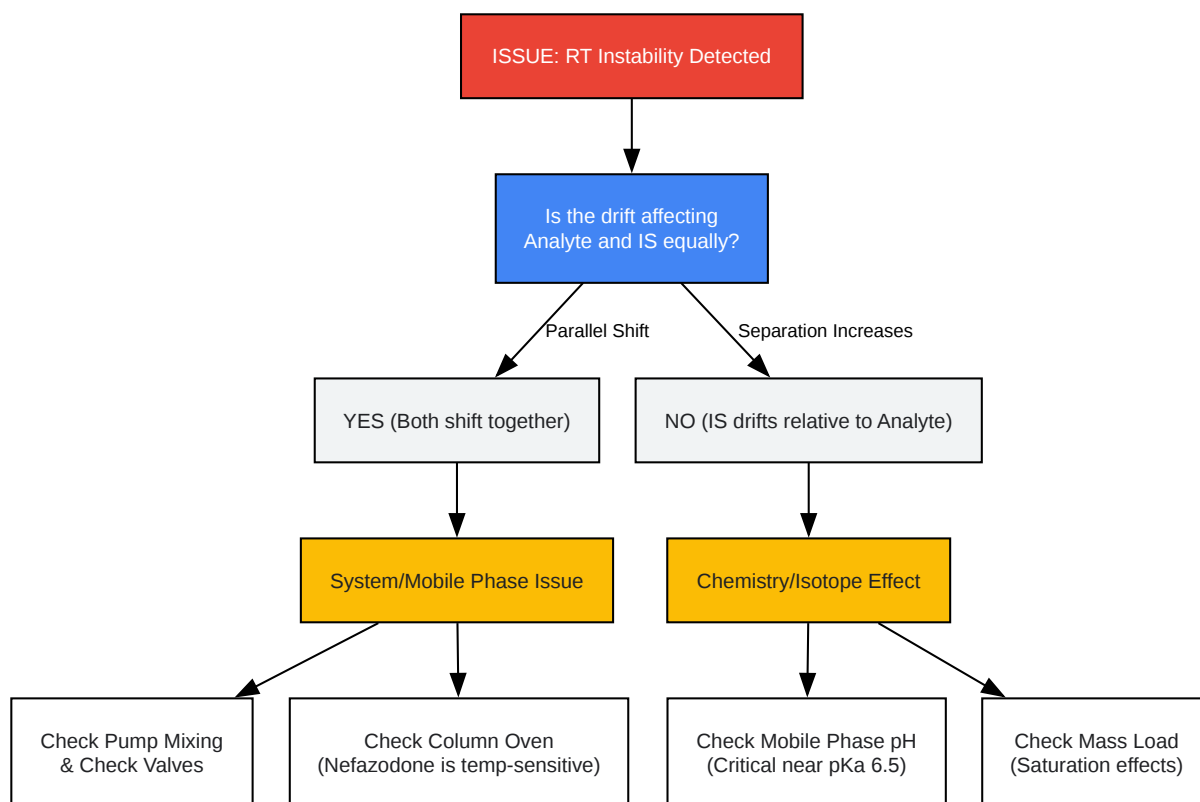 ISSUE: RT Instability Detected
Is the drift affecting
Analyte and IS equally?
Parallel Shift
Separation Increases
YES (Both shift together)
NO (IS drifts relative to Analyte)
System/Mobile Phase Issue
Chemistry/Isotope Effect
Check Pump Mixing
& Check Valves
Check Column Oven
(Nefazodone is temp-sensitive)
Check Mobile Phase pH
(Critical near pKa 6.5)
Check Mass Load
(Saturation effects)